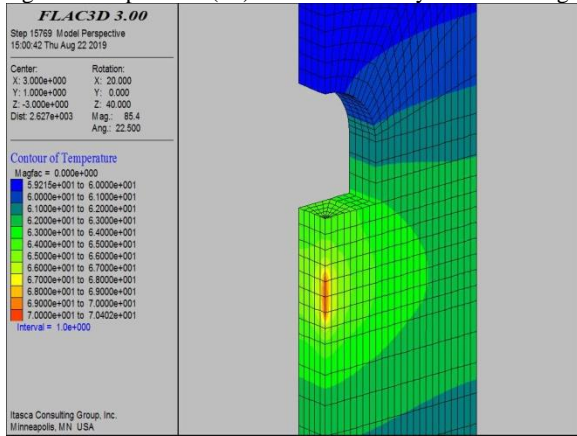 FLAC3D 3.00
Step 15769 Model Perspective
15:00:42 Thu Aug 22 2019
Center: Rotation:
X: 3.000e+000 X: 20.000
Y: 1.000e+000 Y: 0.000
Z: -3.000e+000 Z: 40.000
Dist: 2.627e+003 Mag.: 85.4
Ang.: 22.500
Contour of Temperature
Magfac = 0.000e+000
5.9215e+001 to 6.0000e+001
6.0000e+001 to 6.1000e+001
6.1000e+001 to 6.2000e+001
6.2000e+001 to 6.3000e+001
6.3000e+001 to 6.4000e+001
6.4000e+001 to 6.5000e+001
6.5000e+001 to 6.6000e+001
6.6000e+001 to 6.7000e+001
6.7000e+001 to 6.8000e+001
6.8000e+001 to 6.9000e+001
6.9000e+001 to 7.0000e+001
7.0000e+001 to 7.0402e+001
Interval = 1.0e+000
Itasca Consulting Group, Inc.
Minneapolis, MN USA